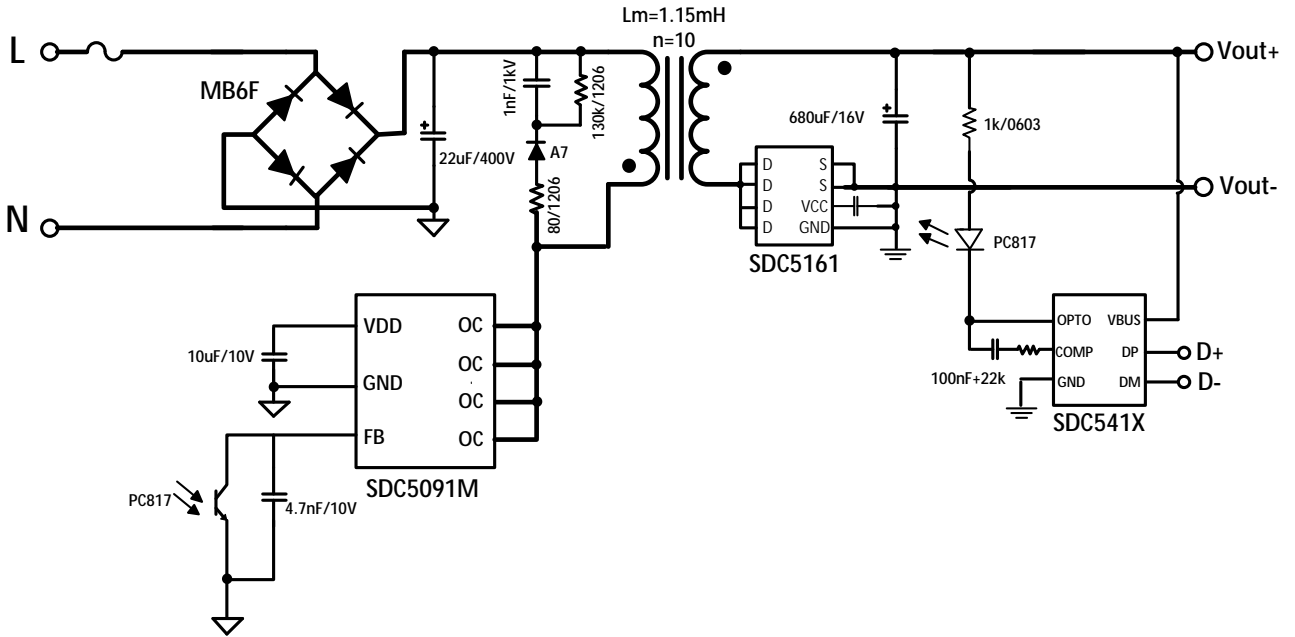 Lm=1.15mH
n=10
L
Vout+
MB6F
1nF/1kV
130k/1206
22uF/400V
A7
80/1206
680uF/16V
1k/0603
D S
D S
D VCC
D GND
SDC5161
Vout-
N
PC817
VDD OC
GND OC
OC
FB OC
SDC5091M
10uF/10V
PC817
4.7nF/10V
OPTO VBUS
COMP DP
GND DM
SDC541X
100nF+22k
D+
D-